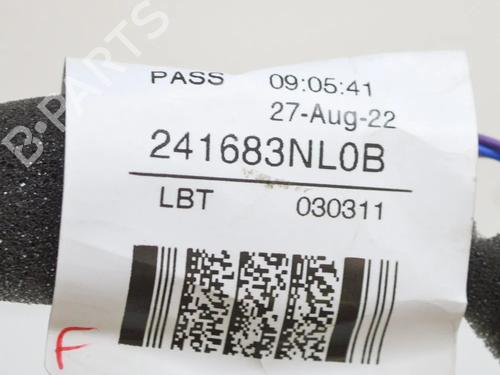 PASS 09:05:41
27-Aug-22
241683NL0B
LBT 030311
F
B-PARTS